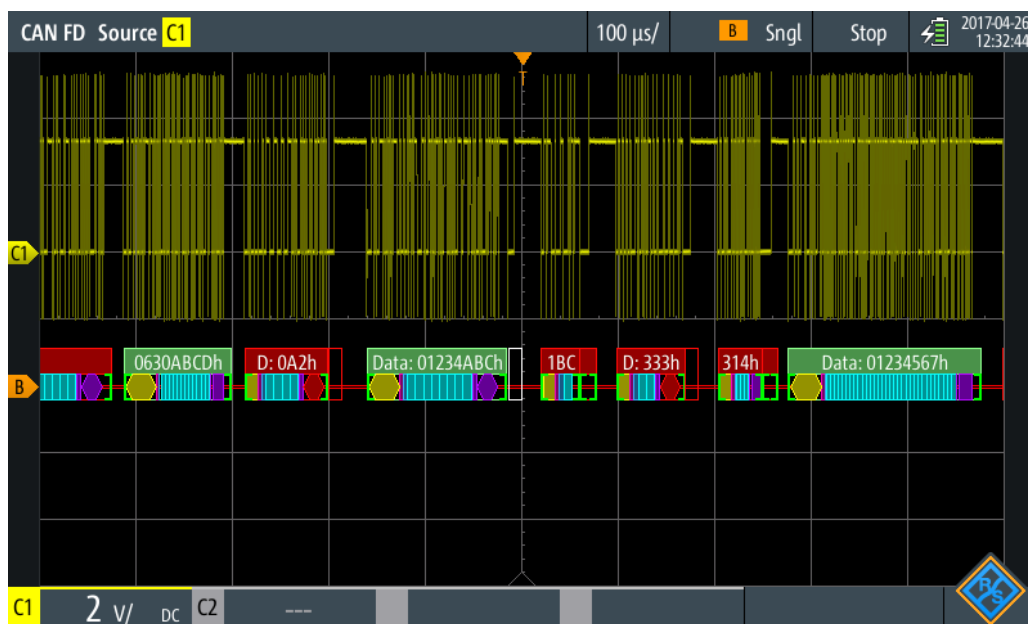 CAN FD Source C1
100 µs/
B Sngl
Stop
2017-04-26
12:32:44
T
C1
0630ABCDh
D: 0A2h
Data: 01234ABCh
1BC
D: 333h
314h
Data: 01234567h
B
C1 2 V/ DC
C2 ---
R&S